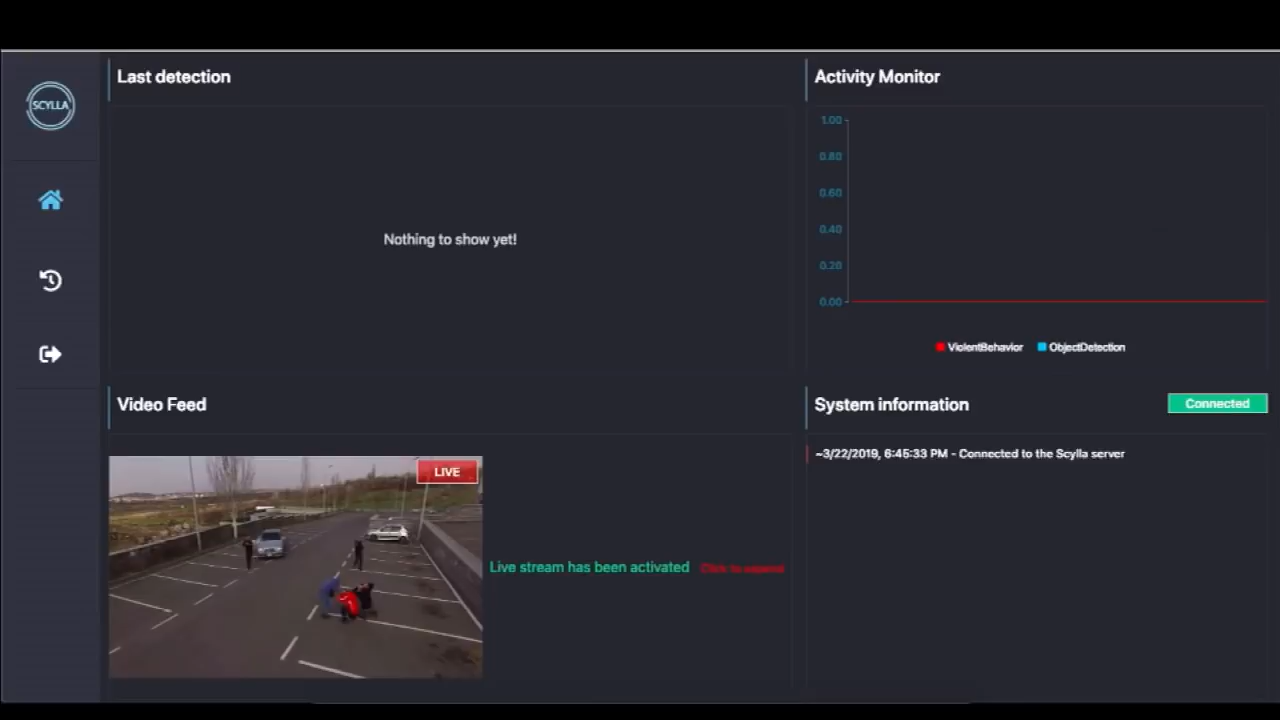 SCYLLA
Last detection
Nothing to show yet!
Activity Monitor
1.00
0.80
0.60
0.40
0.20
0.00
ViolentBehavior
ObjectDetection
Video Feed
LIVE
Live stream has been activated
System information
Connected
~3/22/2019, 6:45:33 PM - Connected to the Scylla server